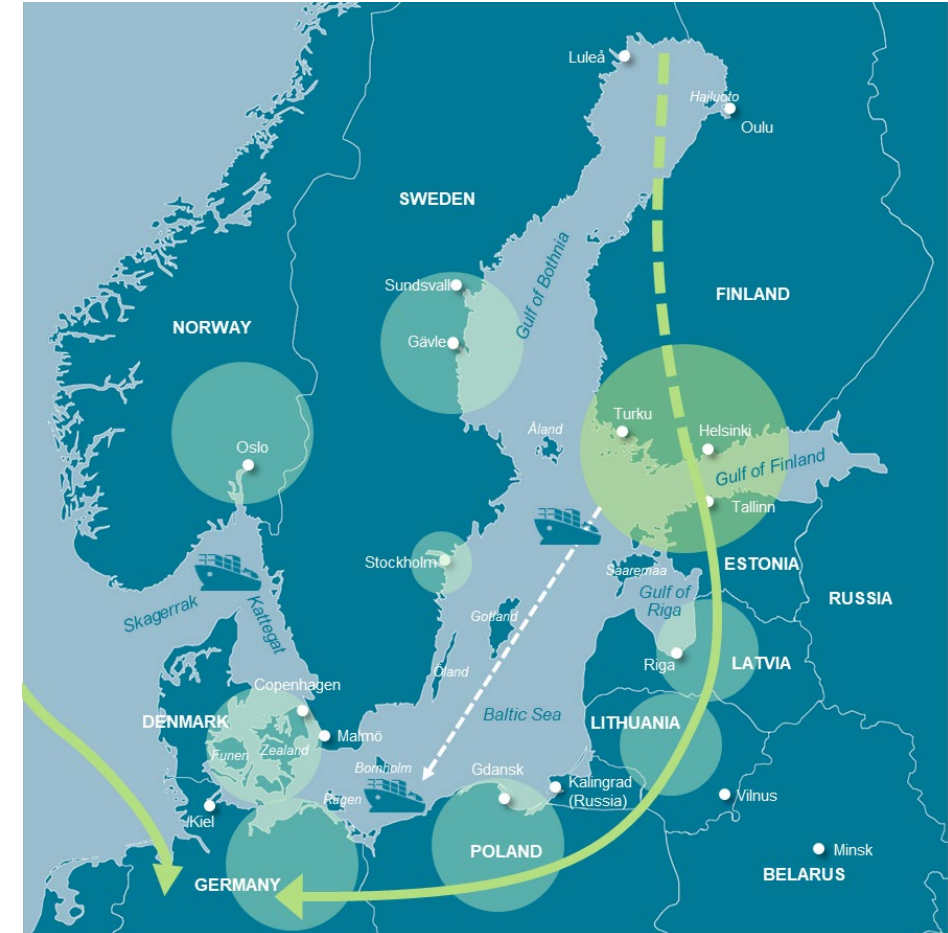 Luleå
Hailuoto
Oulu
SWEDEN
Gulf of Bothnia
Sundsvall
FINLAND
NORWAY
Gävle
Turku
Åland
Helsinki
Oslo
Gulf of Finland
Tallinn
Stockholm
Saaremaa
ESTONIA
Gulf of
Riga
RUSSIA
Skagerrak
Kattegat
Gotland
Riga
LATVIA
Öland
Copenhagen
DENMARK
Baltic Sea
LITHUANIA
Malmö
Funen
Zealand
Bornholm
Gdansk
Kalingrad
(Russia)
Rügen
Vilnus
Kiel
POLAND
Minsk
GERMANY
BELARUS